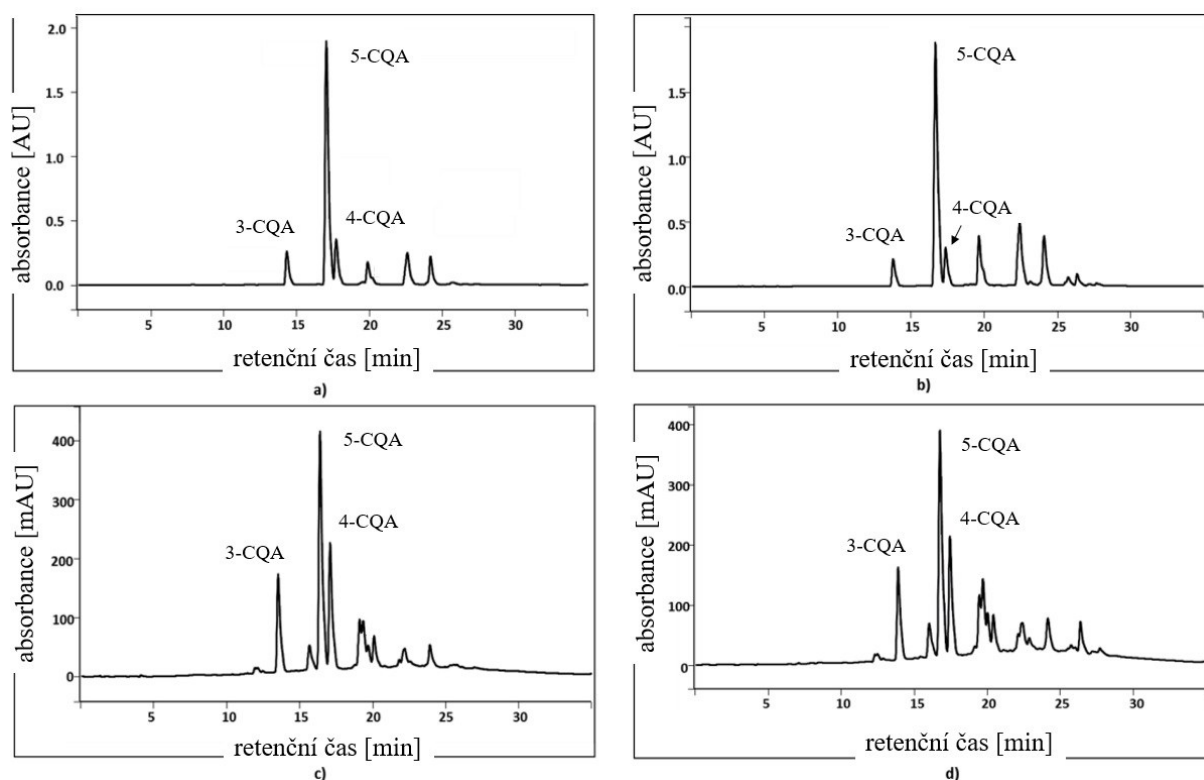 absorbance [AU]
2.0
1.5
1.0
0.5
0.0
5-CQA
3-CQA
4-CQA
5 10 15 20 25 30
retenční čas [min]
a)
absorbance [AU]
1.5
1.0
0.5
0.0
5-CQA
4-CQA
3-CQA
5 10 15 20 25 30
retenční čas [min]
b)
absorbance [mAU]
400
300
200
100
0
5-CQA
4-CQA
3-CQA
5 10 15 20 25 30
retenční čas [min]
c)
absorbance [mAU]
400
300
200
100
0
5-CQA
4-CQA
3-CQA
5 10 15 20 25 30
retenční čas [min]
d)